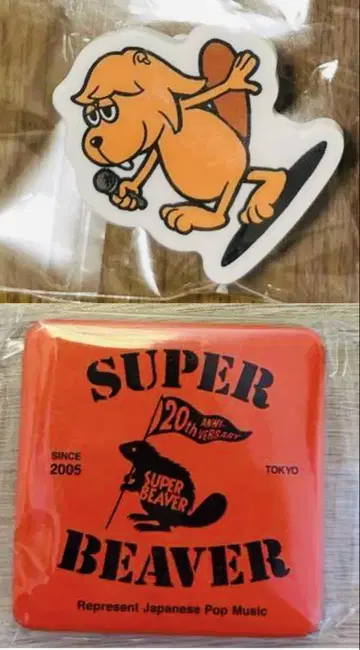 SUPER
20th ANNI-
VERSARY
SINCE
2005
TOKYO
SUPER
BEAVER
BEAVER
Represent Japanese Pop Music